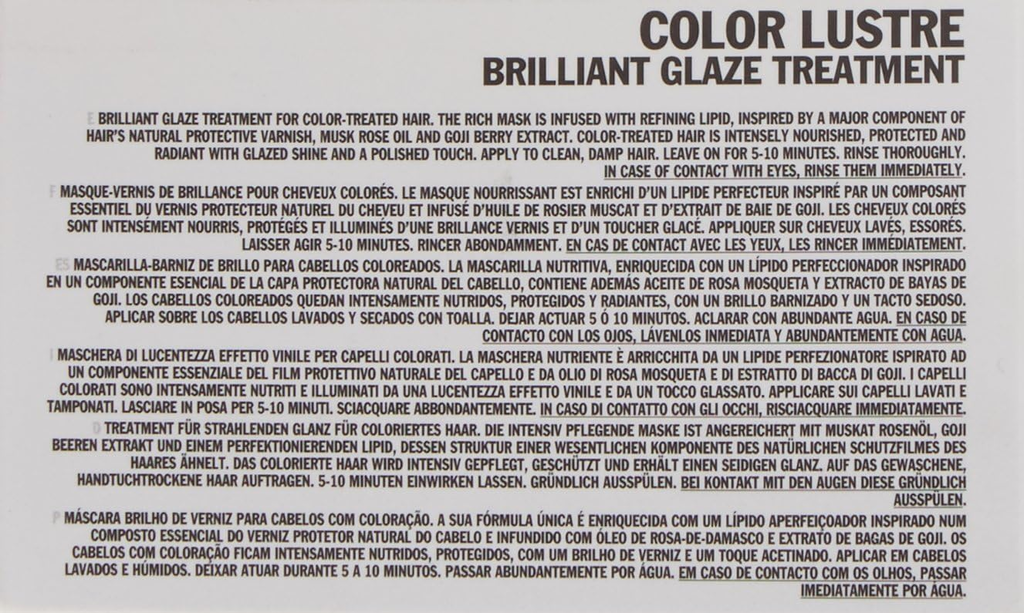 COLOR LUSTRE
BRILLIANT GLAZE TREATMENT
E BRILLIANT GLAZE TREATMENT FOR COLOR-TREATED HAIR. THE RICH MASK IS INFUSED WITH REFINING LIPID, INSPIRED BY A MAJOR COMPONENT OF
HAIR'S NATURAL PROTECTIVE VARNISH, MUSK ROSE OIL AND GOJI BERRY EXTRACT. COLOR-TREATED HAIR IS INTENSELY NOURISHED, PROTECTED AND
RADIANT WITH GLAZED SHINE AND A POLISHED TOUCH. APPLY TO CLEAN, DAMP HAIR. LEAVE ON FOR 5-10 MINUTES. RINSE THOROUGHLY.
IN CASE OF CONTACT WITH EYES, RINSE THEM IMMEDIATELY.
F MASQUE-VERNIS DE BRILLANCE POUR CHEVEUX COLORÉS. LE MASQUE NOURRISSANT EST ENRICHI D'UN LIPIDE PERFECTEUR INSPIRÉ PAR UN COMPOSANT
ESSENTIEL DU VERNIS PROTECTEUR NATUREL DU CHEVEU ET INFUSÉ D'HUILE DE ROSIER MUSCAT ET D'EXTRAIT DE BAIE DE GOJI. LES CHEVEUX COLORÉS
SONT INTENSÉMENT NOURRIS, PROTÉGÉS ET ILLUMINÉS D'UNE BRILLANCE VERNIS ET D'UN TOUCHER GLACÉ. APPLIQUER SUR CHEVEUX LAVÉS, ESSORÉS.
LAISSER AGIR 5-10 MINUTES. RINCER ABONDAMMENT. EN CAS DE CONTACT AVEC LES YEUX, LES RINCER IMMÉDIATEMENT.
ES MASCARILLA-BARNIZ DE BRILLO PARA CABELLOS COLOREADOS. LA MASCARILLA NUTRITIVA, ENRIQUECIDA CON UN LÍPIDO PERFECCIONADOR INSPIRADO
EN UN COMPONENTE ESENCIAL DE LA CAPA PROTECTORA NATURAL DEL CABELLO, CONTIENE ADEMÁS ACEITE DE ROSA MOSQUETA Y EXTRACTO DE BAYAS DE
GOJI. LOS CABELLOS COLOREADOS QUEDAN INTENSAMENTE NUTRIDOS, PROTEGIDOS Y RADIANTES, CON UN BRILLO BARNIZADO Y UN TACTO SEDOSO.
APLICAR SOBRE LOS CABELLOS LAVADOS Y SECADOS CON TOALLA. DEJAR ACTUAR 5 Ó 10 MINUTOS. ACLARAR CON ABUNDANTE AGUA. EN CASO DE
CONTACTO CON LOS OJOS, LÁVENLOS INMEDIATA Y ABUNDANTEMENTE CON AGUA.
I MASCHERA DI LUCENTEZZA EFFETTO VINILE PER CAPELLI COLORATI. LA MASCHERA NUTRIENTE È ARRICCHITA DA UN LIPIDE PERFEZIONATORE ISPIRATO AD
UN COMPONENTE ESSENZIALE DEL FILM PROTETTIVO NATURALE DEL CAPELLO E DA OLIO DI ROSA MOSQUETA E DI ESTRATTO DI BACCA DI GOJI. I CAPELLI
COLORATI SONO INTENSAMENTE NUTRITI E ILLUMINATI DA UNA LUCENTEZZA EFFETTO VINILE E DA UN TOCCO GLASSATO. APPLICARE SUI CAPELLI LAVATI E
TAMPONATI. LASCIARE IN POSA PER 5-10 MINUTI. SCIACQUARE ABBONDANTEMENTE. IN CASO DI CONTATTO CON GLI OCCHI, RISCIACQUARE IMMEDIATAMENTE.
D TREATMENT FÜR STRAHLENDEN GLANZ FÜR COLORIERTES HAAR. DIE INTENSIV PFLEGENDE MASKE IST ANGEREICHERT MIT MUSKAT ROSENÖL, GOJI
BEEREN EXTRAKT UND EINEM PERFEKTIONIERENDEN LIPID, DESSEN STRUKTUR EINER WESENTLICHEN KOMPONENTE DES NATÜRLICHEN SCHUTZFILMES DES
HAARES ÄHNELT. DAS COLORIERTE HAAR WIRD INTENSIV GEPFLEGT, GESCHÜTZT UND ERHÄLT EINEN SEIDIGEN GLANZ. AUF DAS GEWASCHENE,
HANDTUCHTROCKENE HAAR AUFTRAGEN. 5-10 MINUTEN EINWIRKEN LASSEN. GRÜNDLICH AUSSPÜLEN. BEI KONTAKT MIT DEN AUGEN DIESE GRÜNDLICH
AUSSPÜLEN.
P MÁSCARA BRILHO DE VERNIZ PARA CABELOS COM COLORAÇÃO. A SUA FÓRMULA ÚNICA É ENRIQUECIDA COM UM LÍPIDO APERFEIÇOADOR INSPIRADO NUM
COMPOSTO ESSENCIAL DO VERNIZ PROTETOR NATURAL DO CABELO E INFUNDIDO COM ÓLEO DE ROSA-DE-DAMASCO E EXTRATO DE BAGAS DE GOJI. OS
CABELOS COM COLORAÇÃO FICAM INTENSAMENTE NUTRIDOS, PROTEGIDOS, COM UM BRILHO DE VERNIZ E UM TOQUE ACETINADO. APLICAR EM CABELOS
LAVADOS E HÚMIDOS. DEIXAR ATUAR DURANTE 5 A 10 MINUTOS. PASSAR ABUNDANTEMENTE POR ÁGUA. EM CASO DE CONTACTO COM OS OLHOS, PASSAR
IMEDIATAMENTE POR ÁGUA.